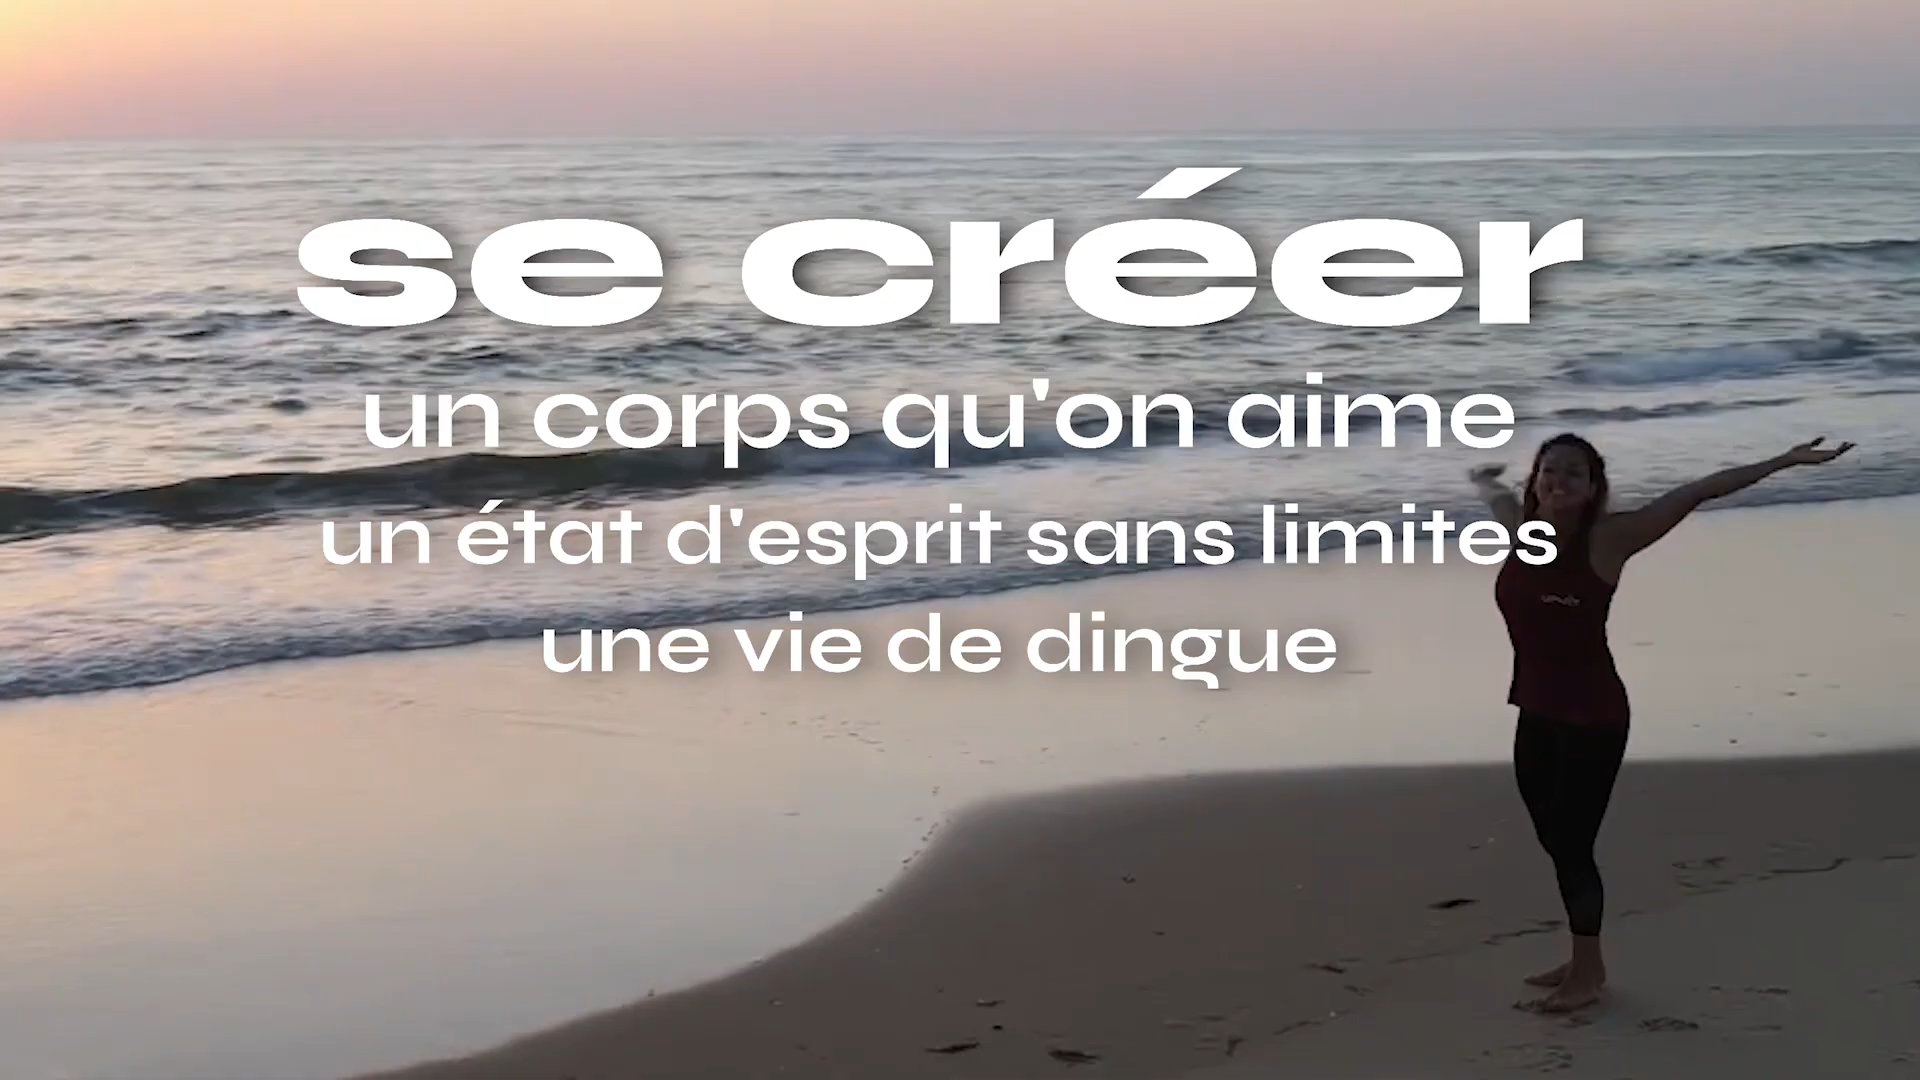 se créer
un corps qu'on aime
un état d'esprit sans limites
une vie de dingue